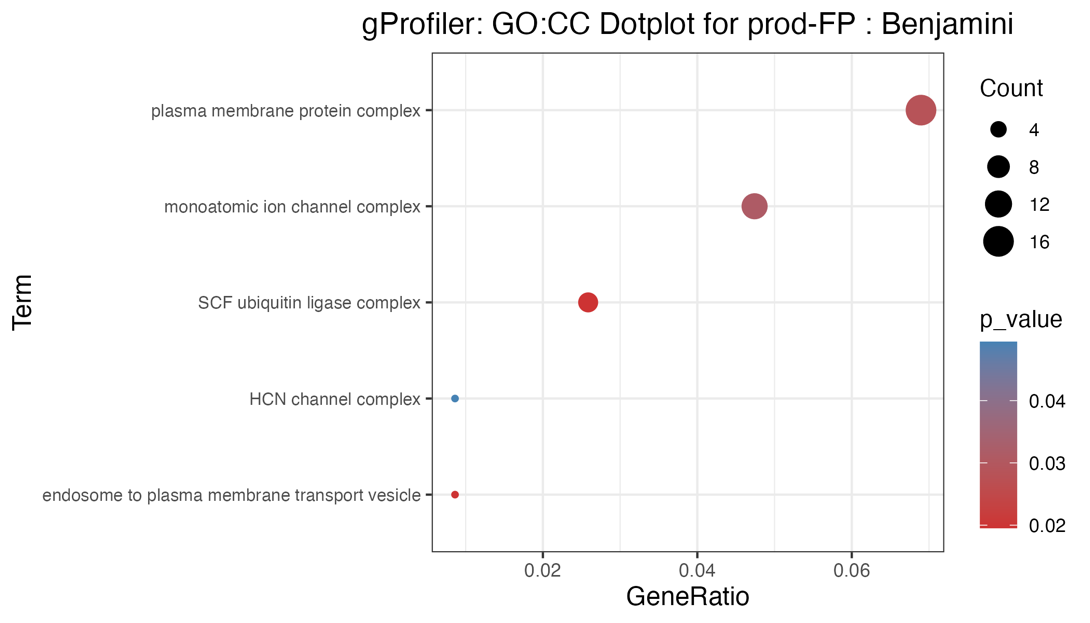 gProfiler: GO:CC Dotplot for prod-FP : Benjamini
Term
plasma membrane protein complex
monoatomic ion channel complex
SCF ubiquitin ligase complex
HCN channel complex
endosome to plasma membrane transport vesicle
0.02
0.04
0.06
GeneRatio
Count
4
8
12
16
p_value
0.04
0.03
0.02